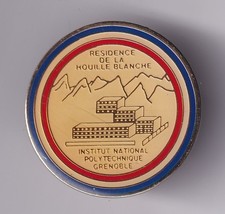 RESIDENCE
DE LA
HOUILLE BLANCHE
INSTITUT NATIONAL
POLYTECHNIQUE
GRENOBLE